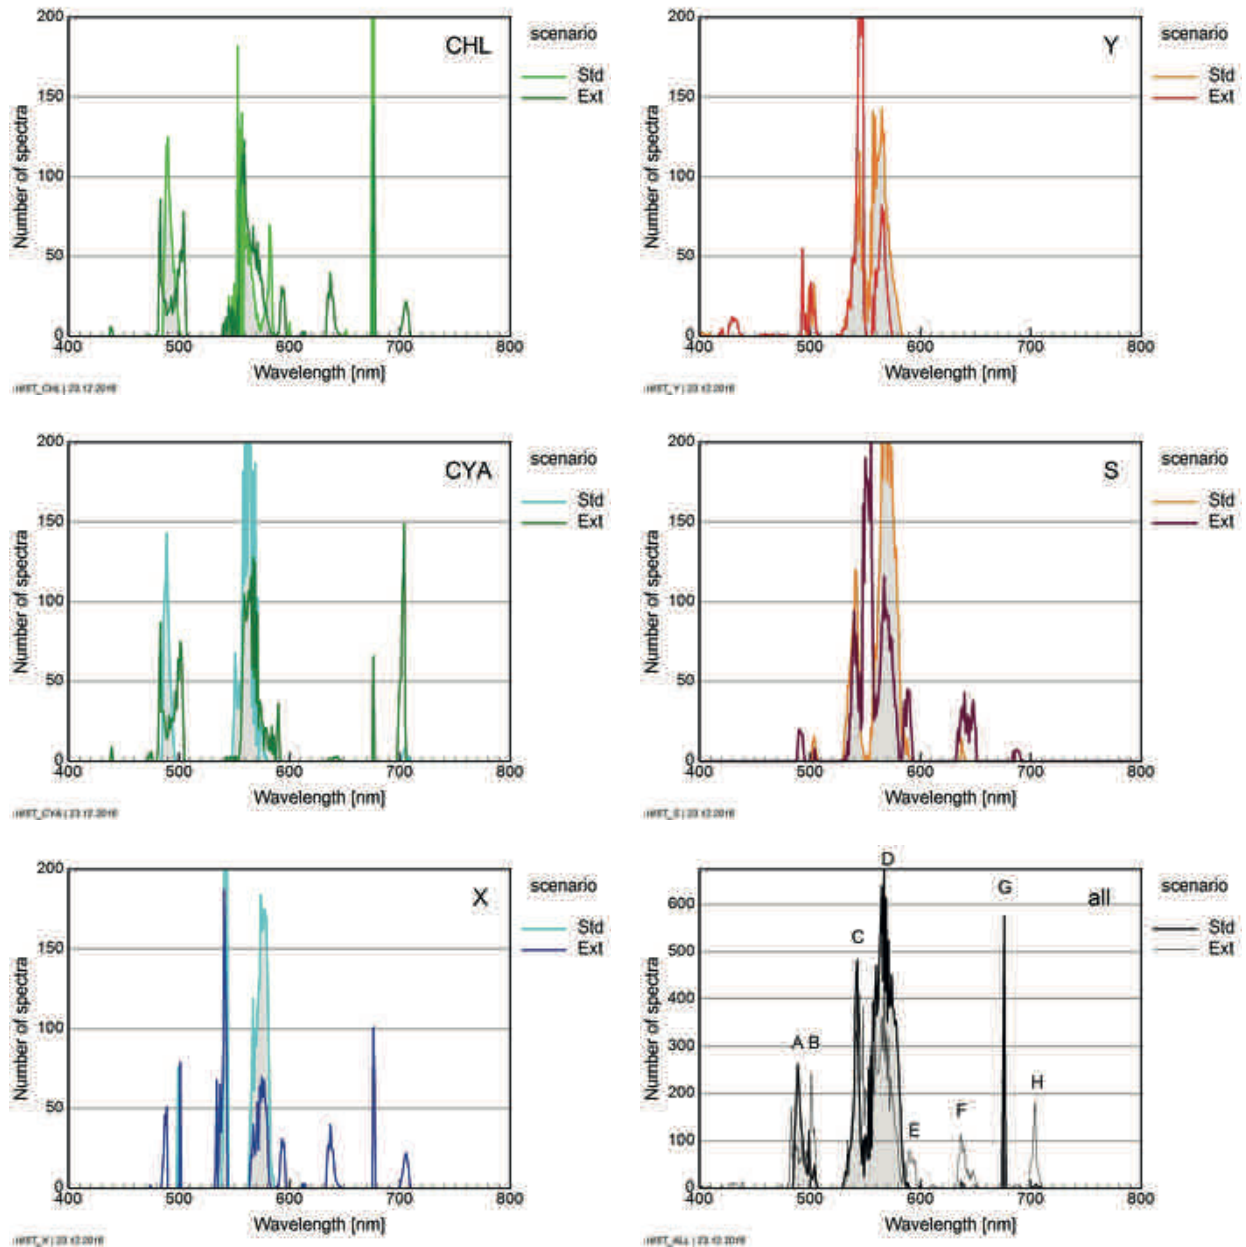 CHL
scenario
Std
Ext
Number of spectra
200
150
100
50
0
400 500 600 700 800
Wavelength [nm]
Y
scenario
Std
Ext
Number of spectra
200
150
100
50
0
400 500 600 700 800
Wavelength [nm]
CYA
scenario
Std
Ext
Number of spectra
200
150
100
50
0
400 500 600 700 800
Wavelength [nm]
S
scenario
Std
Ext
Number of spectra
200
150
100
50
0
400 500 600 700 800
Wavelength [nm]
X
scenario
Std
Ext
Number of spectra
200
150
100
50
0
400 500 600 700 800
Wavelength [nm]
all
scenario
Std
Ext
Number of spectra
600
500
400
300
200
100
0
A B C D E F G H
400 500 600 700 800
Wavelength [nm]